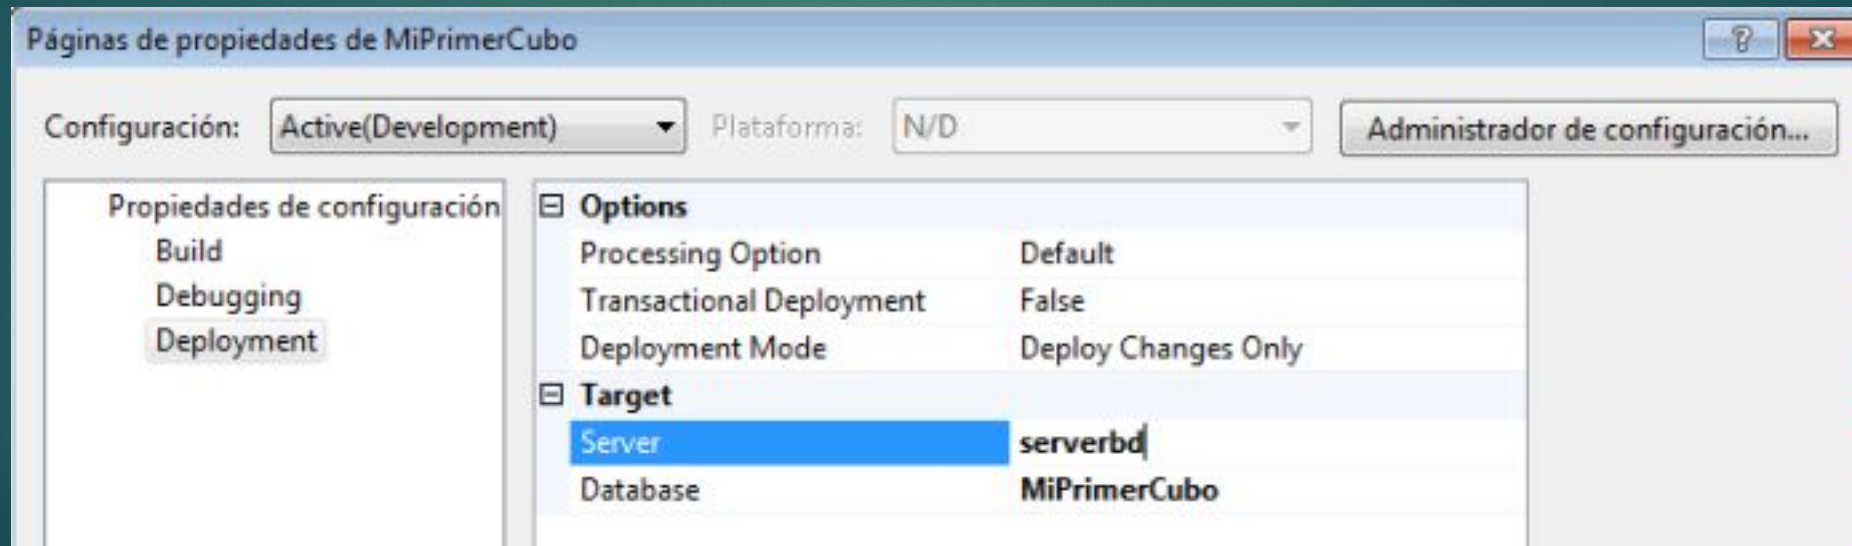 Páginas de propiedades de MiPrimerCubo
Configuración: Active(Development) Plataforma: N/D Administrador de configuración...
Propiedades de configuración
Build
Debugging
Deployment
Options
Processing Option Default
Transactional Deployment False
Deployment Mode Deploy Changes Only
Target
Server serverbd
Database MiPrimerCubo